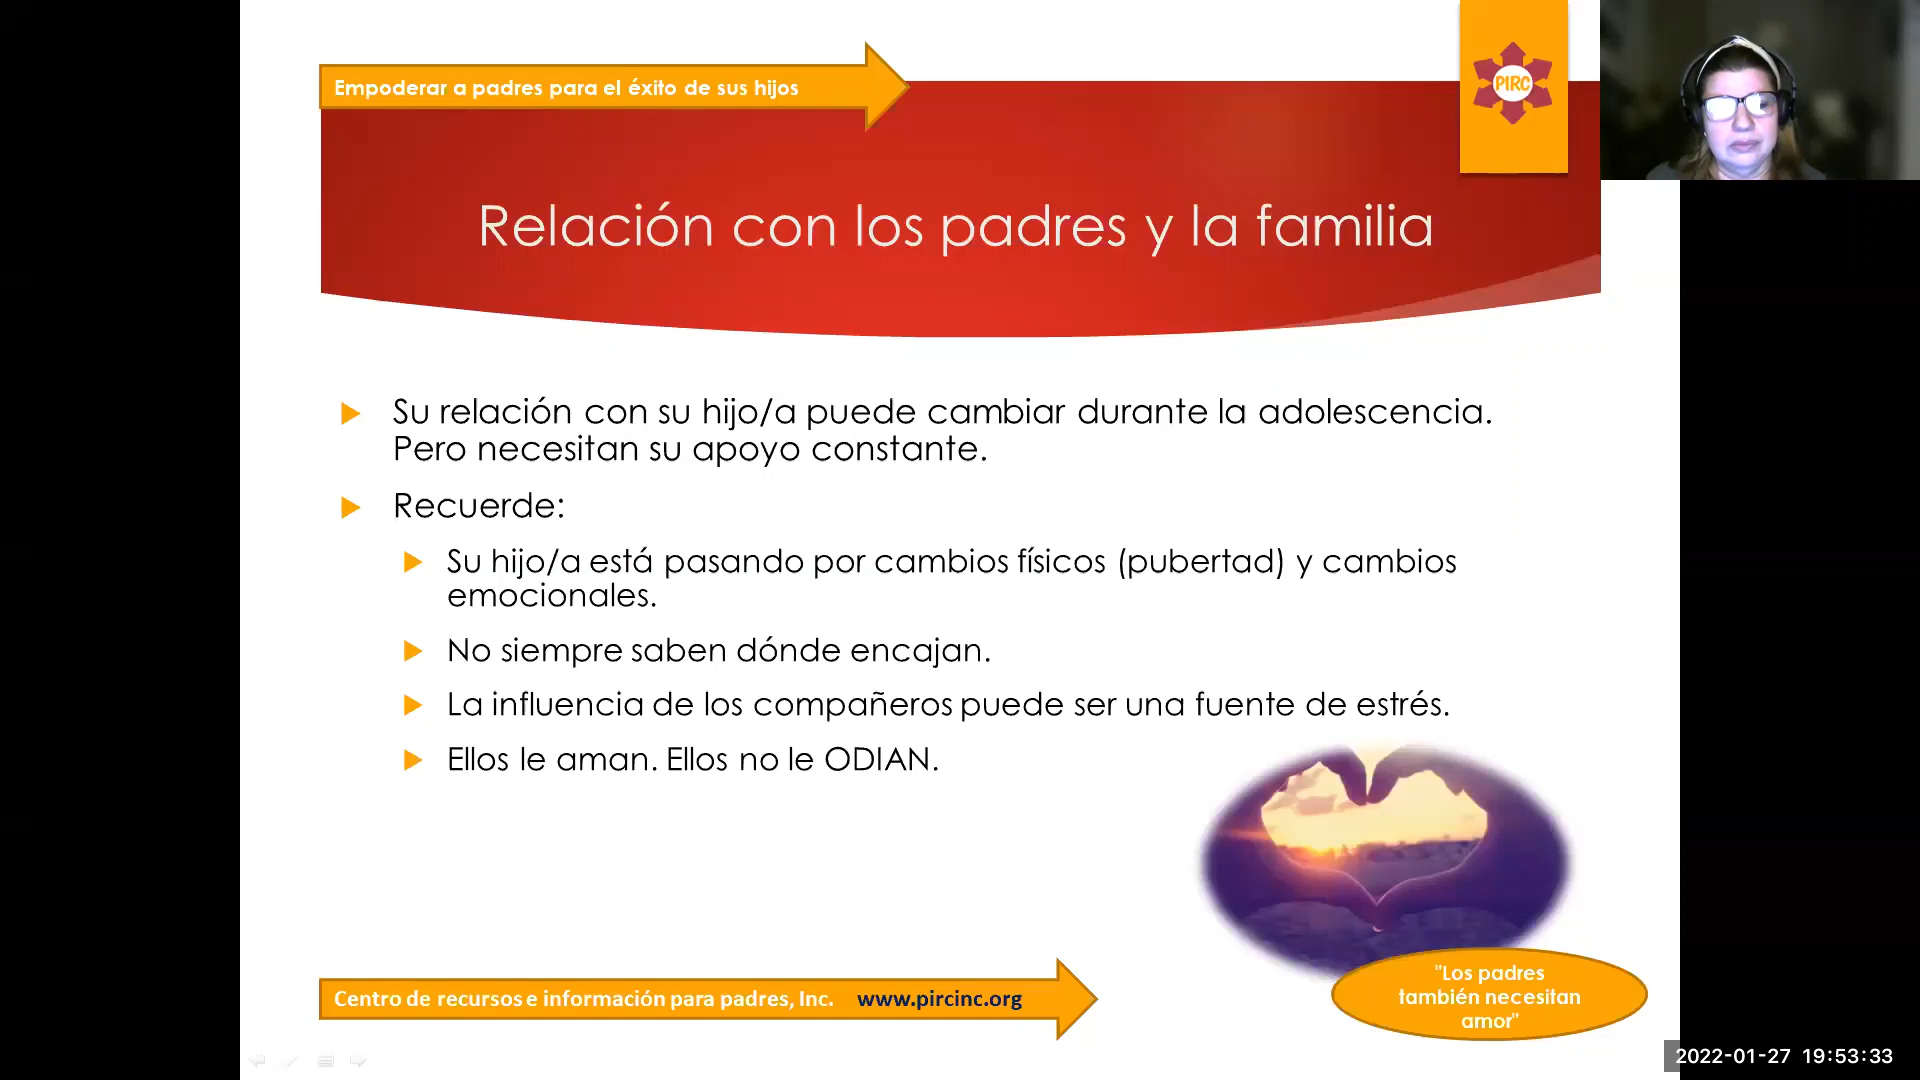 Empoderar a padres para el éxito de sus hijos
PIRC
Relación con los padres y la familia
Su relación con su hijo/a puede cambiar durante la adolescencia.
Pero necesitan su apoyo constante.
Recuerde:
Su hijo/a está pasando por cambios físicos (pubertad) y cambios
emocionales.
No siempre saben dónde encajan.
La influencia de los compañeros puede ser una fuente de estrés.
Ellos le aman. Ellos no le ODIAN.
"Los padres
también necesitan
amor"
Centro de recursos e información para padres, Inc. www.pircinc.org
2022-01-27 19:53:33